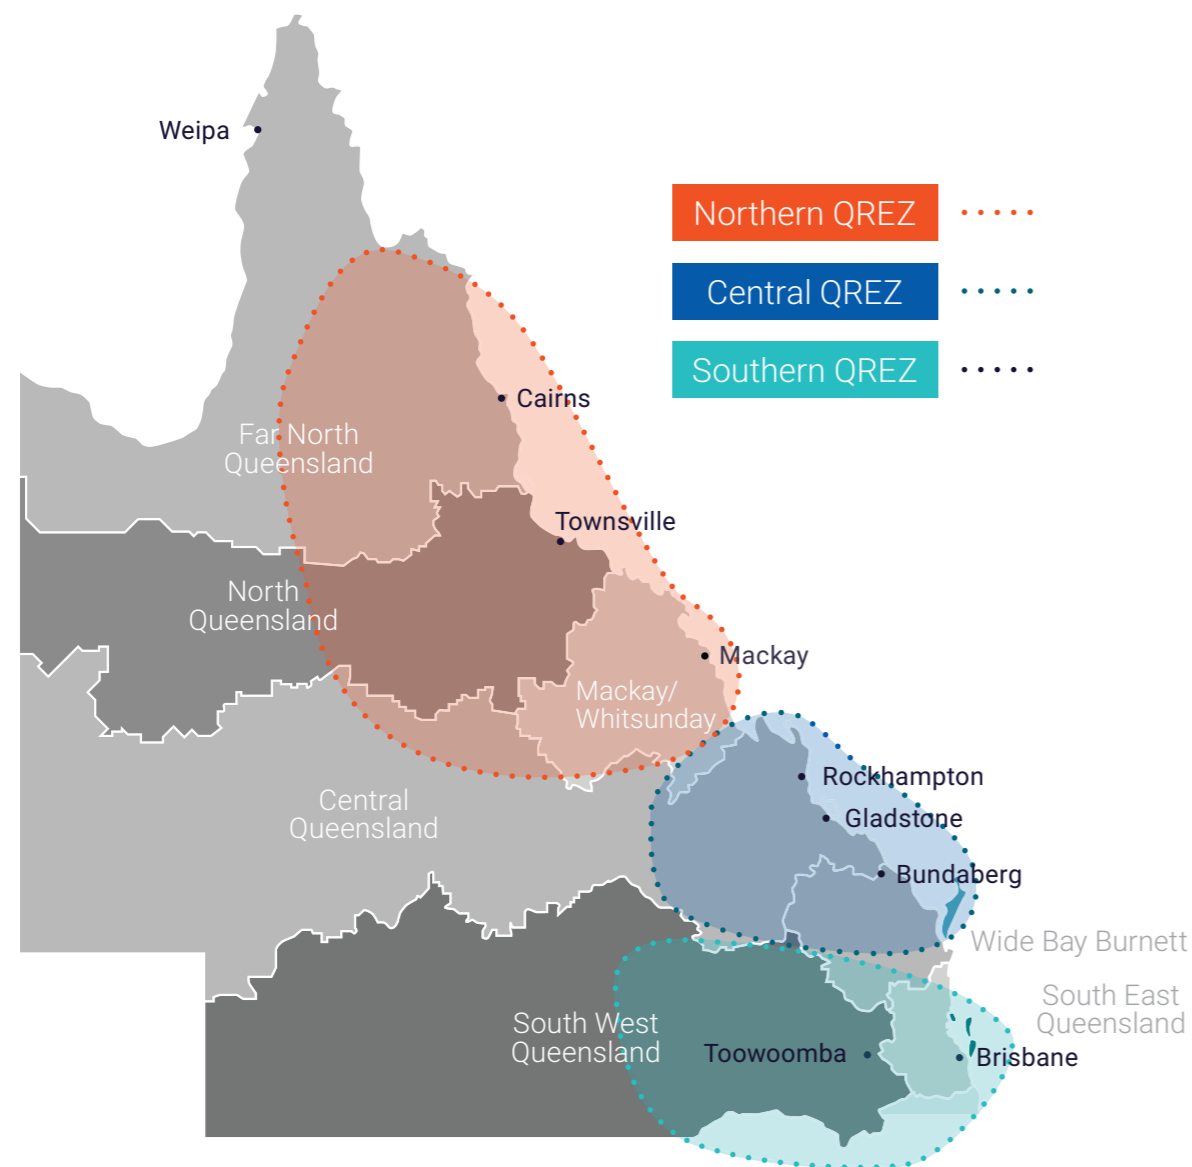 Weipa
Northern QREZ
Central QREZ
Southern QREZ
Cairns
Far North
Queensland
Townsville
North
Queensland
Mackay
Mackay/
Whitsunday
Rockhampton
Central
Queensland
Gladstone
Bundaberg
Wide Bay Burnett
South East
Queensland
South West
Queensland
Toowoomba
Brisbane